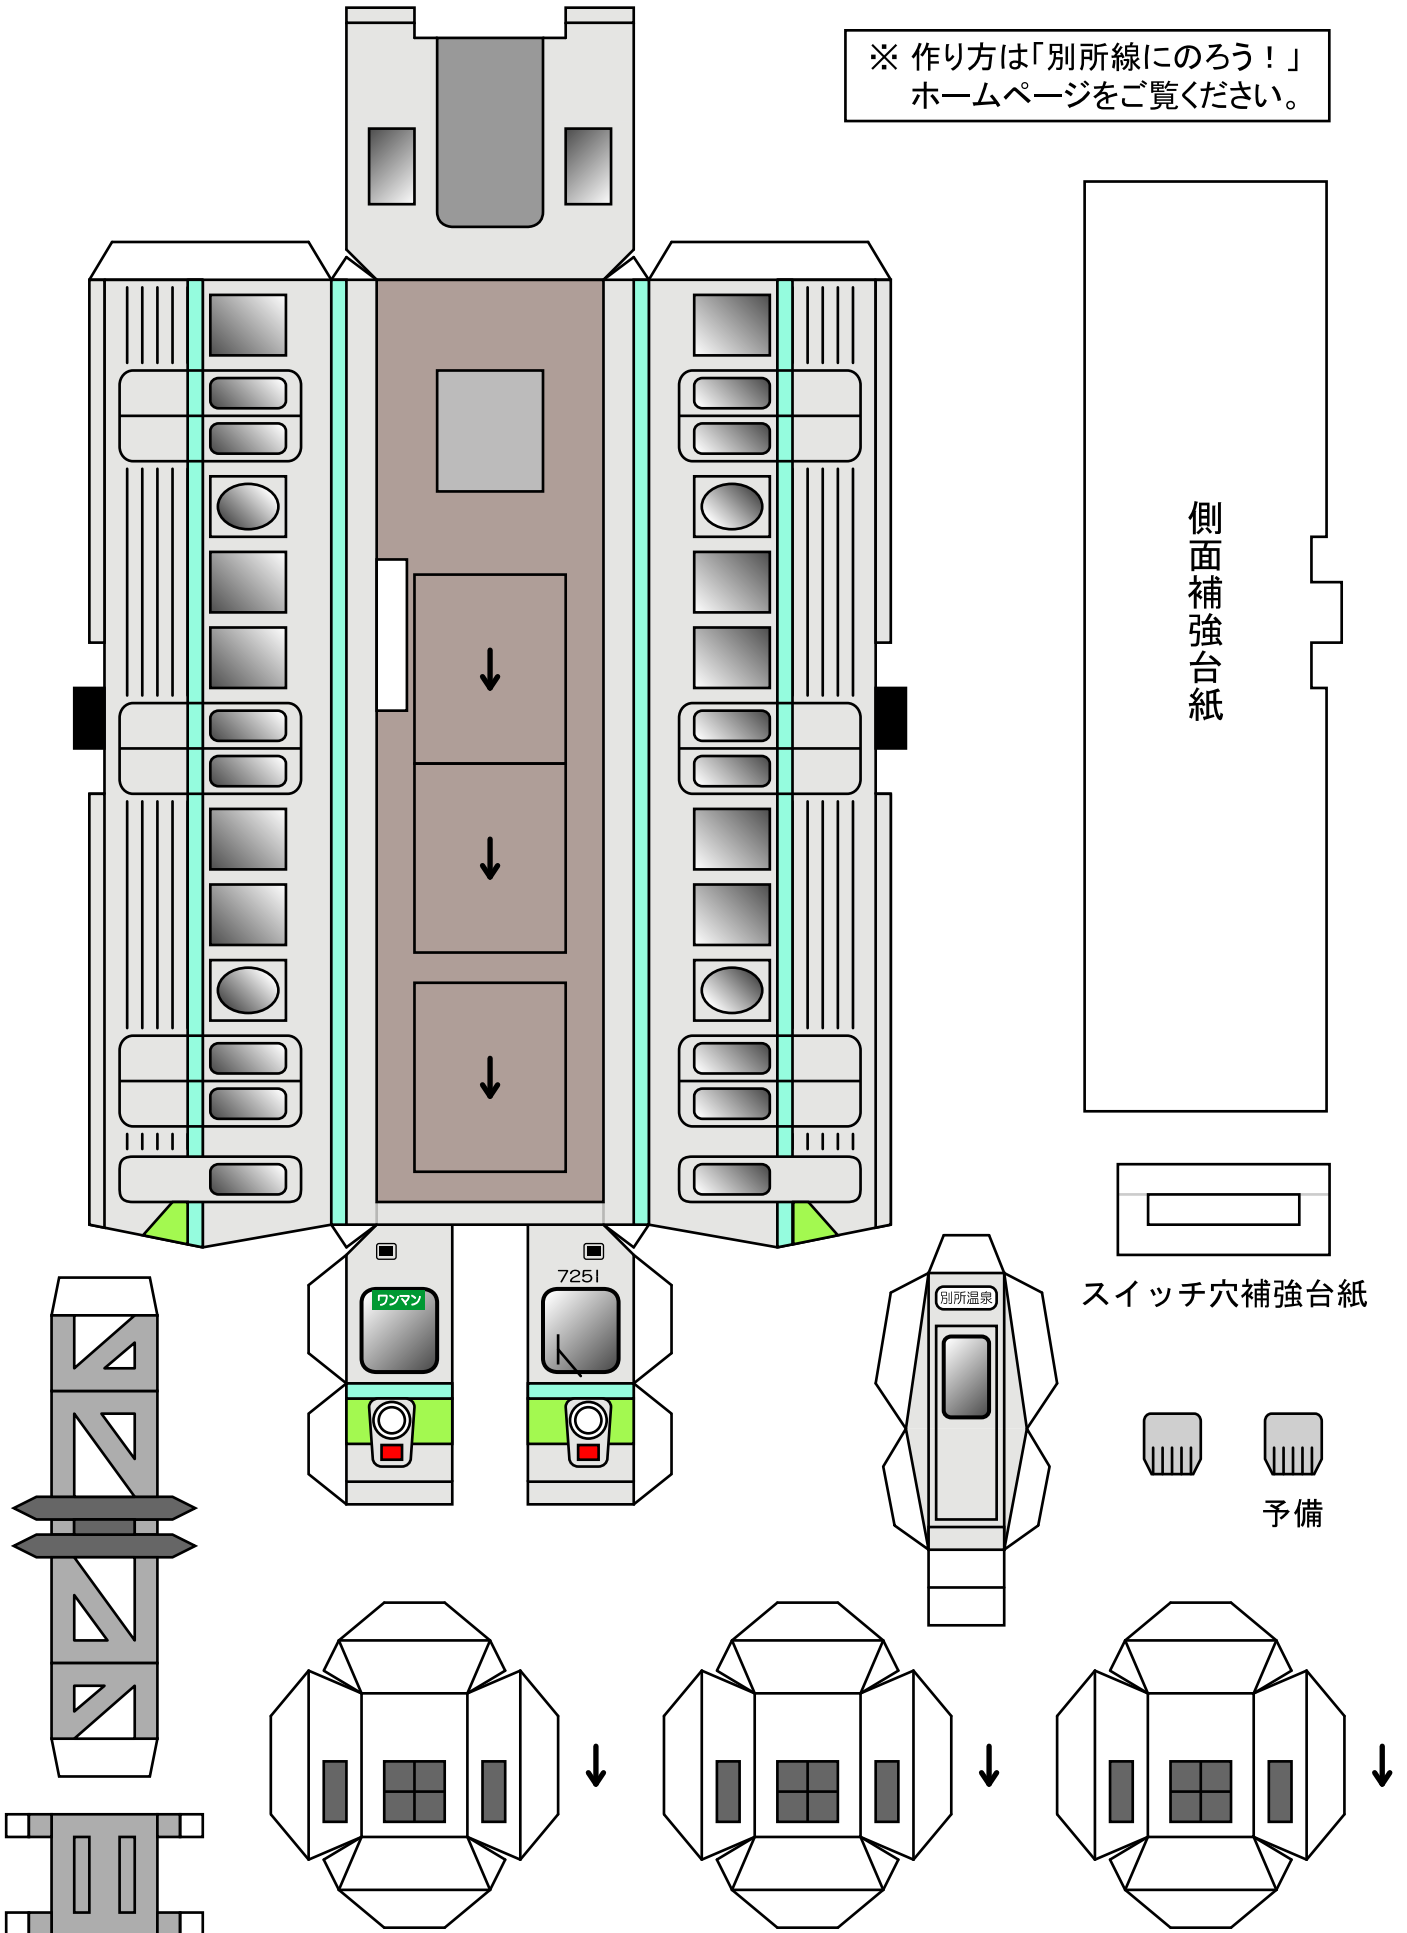 ※ 作り方は「別所線にのろう！」
ホームページをご覧ください。
側面補強台紙
7251
ワンマン
別所温泉
スイッチ穴補強台紙
予備